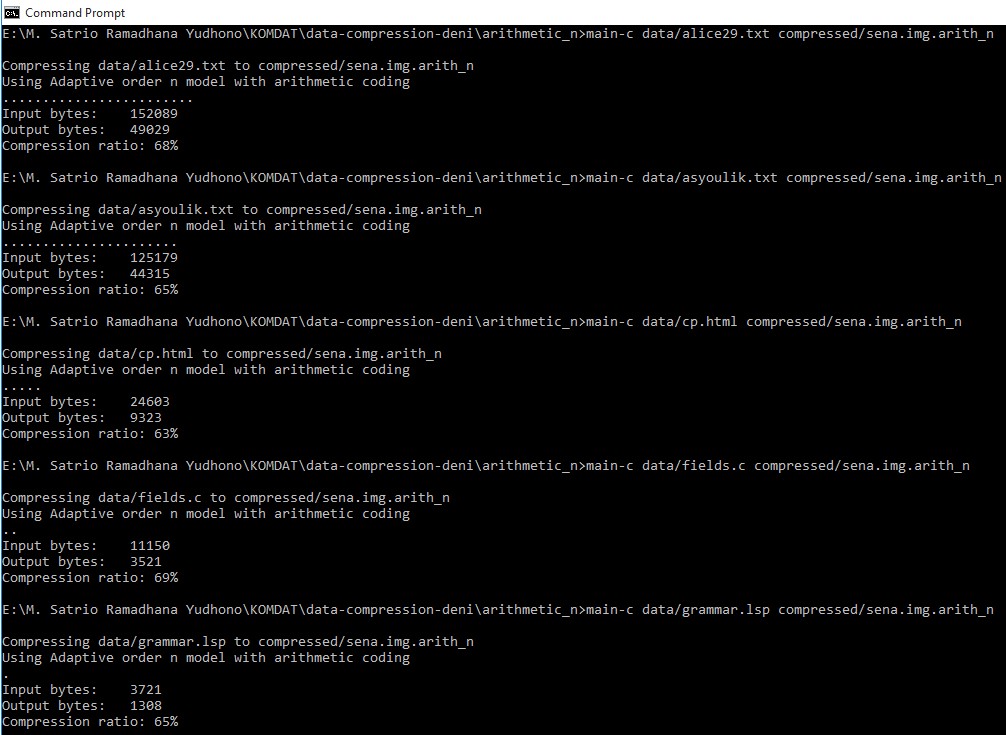 Command Prompt
E:\M. Satrio Ramadhana Yudhono\KOMDAT\data-compression-deni\arithmetic_n>main-c data/alice29.txt compressed/sena.img.arith_n
Compressing data/alice29.txt to compressed/sena.img.arith_n
Using Adaptive order n model with arithmetic coding
........................
Input bytes:    152089
Output bytes:   49029
Compression ratio: 68%
E:\M. Satrio Ramadhana Yudhono\KOMDAT\data-compression-deni\arithmetic_n>main-c data/asyoulik.txt compressed/sena.img.arith_n
Compressing data/asyoulik.txt to compressed/sena.img.arith_n
Using Adaptive order n model with arithmetic coding
......................
Input bytes:    125179
Output bytes:   44315
Compression ratio: 65%
E:\M. Satrio Ramadhana Yudhono\KOMDAT\data-compression-deni\arithmetic_n>main-c data/cp.html compressed/sena.img.arith_n
Compressing data/cp.html to compressed/sena.img.arith_n
Using Adaptive order n model with arithmetic coding
.....
Input bytes:    24603
Output bytes:   9323
Compression ratio: 63%
E:\M. Satrio Ramadhana Yudhono\KOMDAT\data-compression-deni\arithmetic_n>main-c data/fields.c compressed/sena.img.arith_n
Compressing data/fields.c to compressed/sena.img.arith_n
Using Adaptive order n model with arithmetic coding
..
Input bytes:    11150
Output bytes:   3521
Compression ratio: 69%
E:\M. Satrio Ramadhana Yudhono\KOMDAT\data-compression-deni\arithmetic_n>main-c data/grammar.lsp compressed/sena.img.arith_n
Compressing data/grammar.lsp to compressed/sena.img.arith_n
Using Adaptive order n model with arithmetic coding
.
Input bytes:    3721
Output bytes:   1308
Compression ratio: 65%